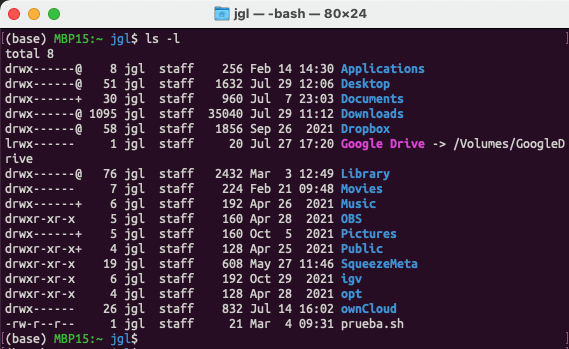 jgl — -bash — 80×24
(base) MBP15:~ jgl$ ls -l
total 8
drwx------@    8 jgl  staff    256 Feb 14 14:30 Applications
drwx------@   51 jgl  staff   1632 Jul 29 12:06 Desktop
drwx------+   30 jgl  staff    960 Jul  7 23:03 Documents
drwx------@ 1095 jgl  staff  35040 Jul 29 11:12 Downloads
drwx------@   58 jgl  staff   1856 Sep 26  2021 Dropbox
lrwx------     1 jgl  staff     20 Jul 27 17:20 Google Drive -> /Volumes/GoogleD
rive
drwx------@   76 jgl  staff   2432 Mar  3 12:49 Library
drwx------     7 jgl  staff    224 Feb 21 09:48 Movies
drwx------+    6 jgl  staff    192 Apr 26  2021 Music
drwxr-xr-x     5 jgl  staff    160 Apr 28  2021 OBS
drwx------+    5 jgl  staff    160 Oct  5  2021 Pictures
drwxr-xr-x+    4 jgl  staff    128 Apr 25  2021 Public
drwxr-xr-x    19 jgl  staff    608 May 27 11:46 SqueezeMeta
drwxr-xr-x     6 jgl  staff    192 Oct 29  2021 igv
drwxr-xr-x     4 jgl  staff    128 Apr 28  2021 opt
drwx------    26 jgl  staff    832 Jul 14 16:02 ownCloud
-rw-r--r--     1 jgl  staff     21 Mar  4 09:31 prueba.sh
(base) MBP15:~ jgl$